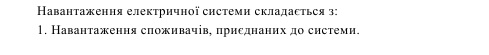 Навантаження електричної системи складається з:
1. Навантаження споживачів, приєднаних до системи.